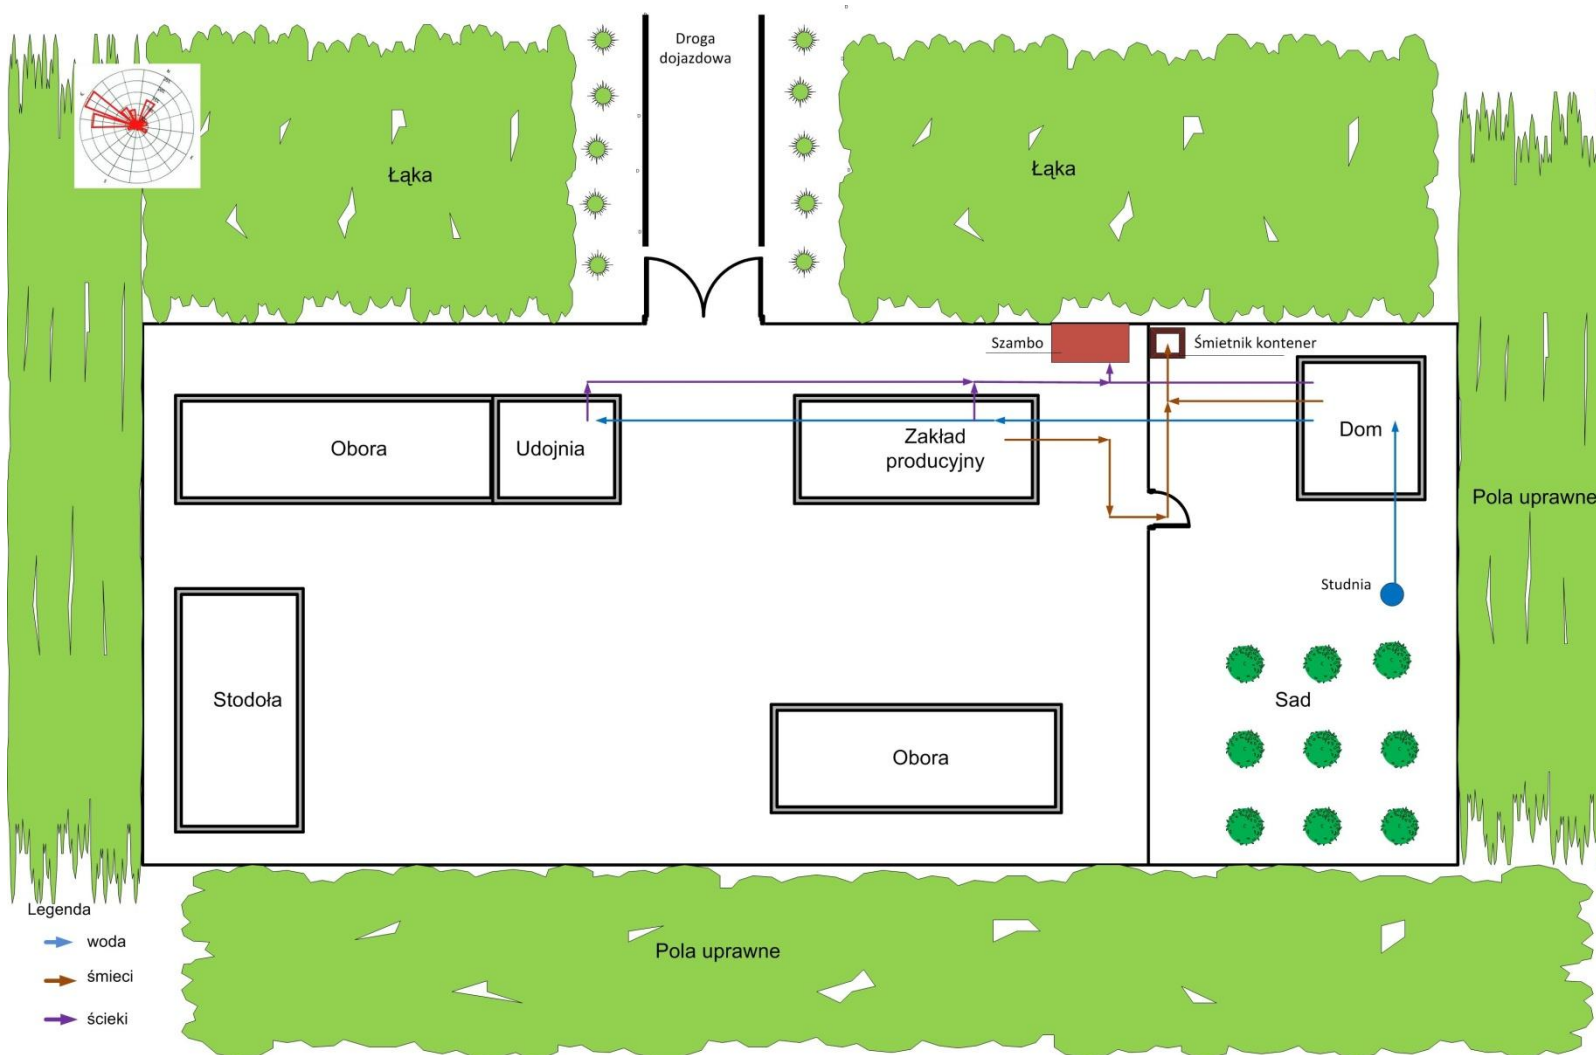 Droga
dojazdowa
Łąka
Łąka
Szambo
Śmietnik kontener
Obora
Udojnia
Zakład
producyjny
Dom
Pola uprawne
Studnia
Stodoła
Sad
Obora
Legenda
woda
śmieci
ścieki
Pola uprawne